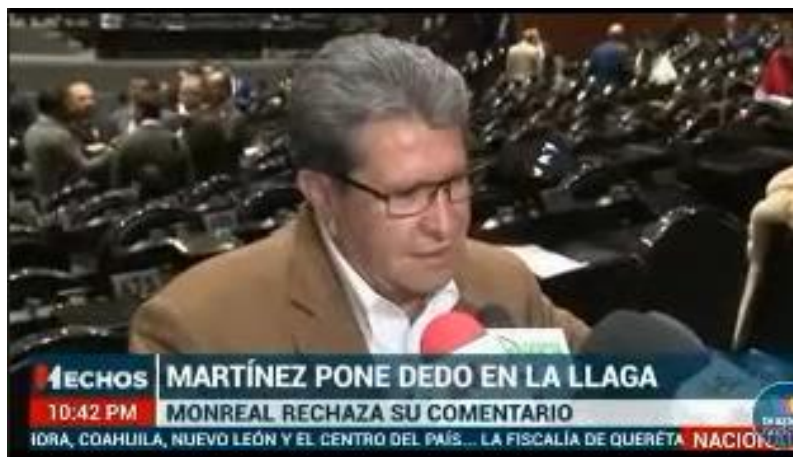 HECHOS
MARTÍNEZ PONE DEDO EN LA LLAGA
10:42 PM
MONREAL RECHAZA SU COMENTARIO
IORA, COAHUILA, NUEVO LEÓN Y EL CENTRO DEL PAÍS... LA FISCALÍA DE QUERÉTA
NACION